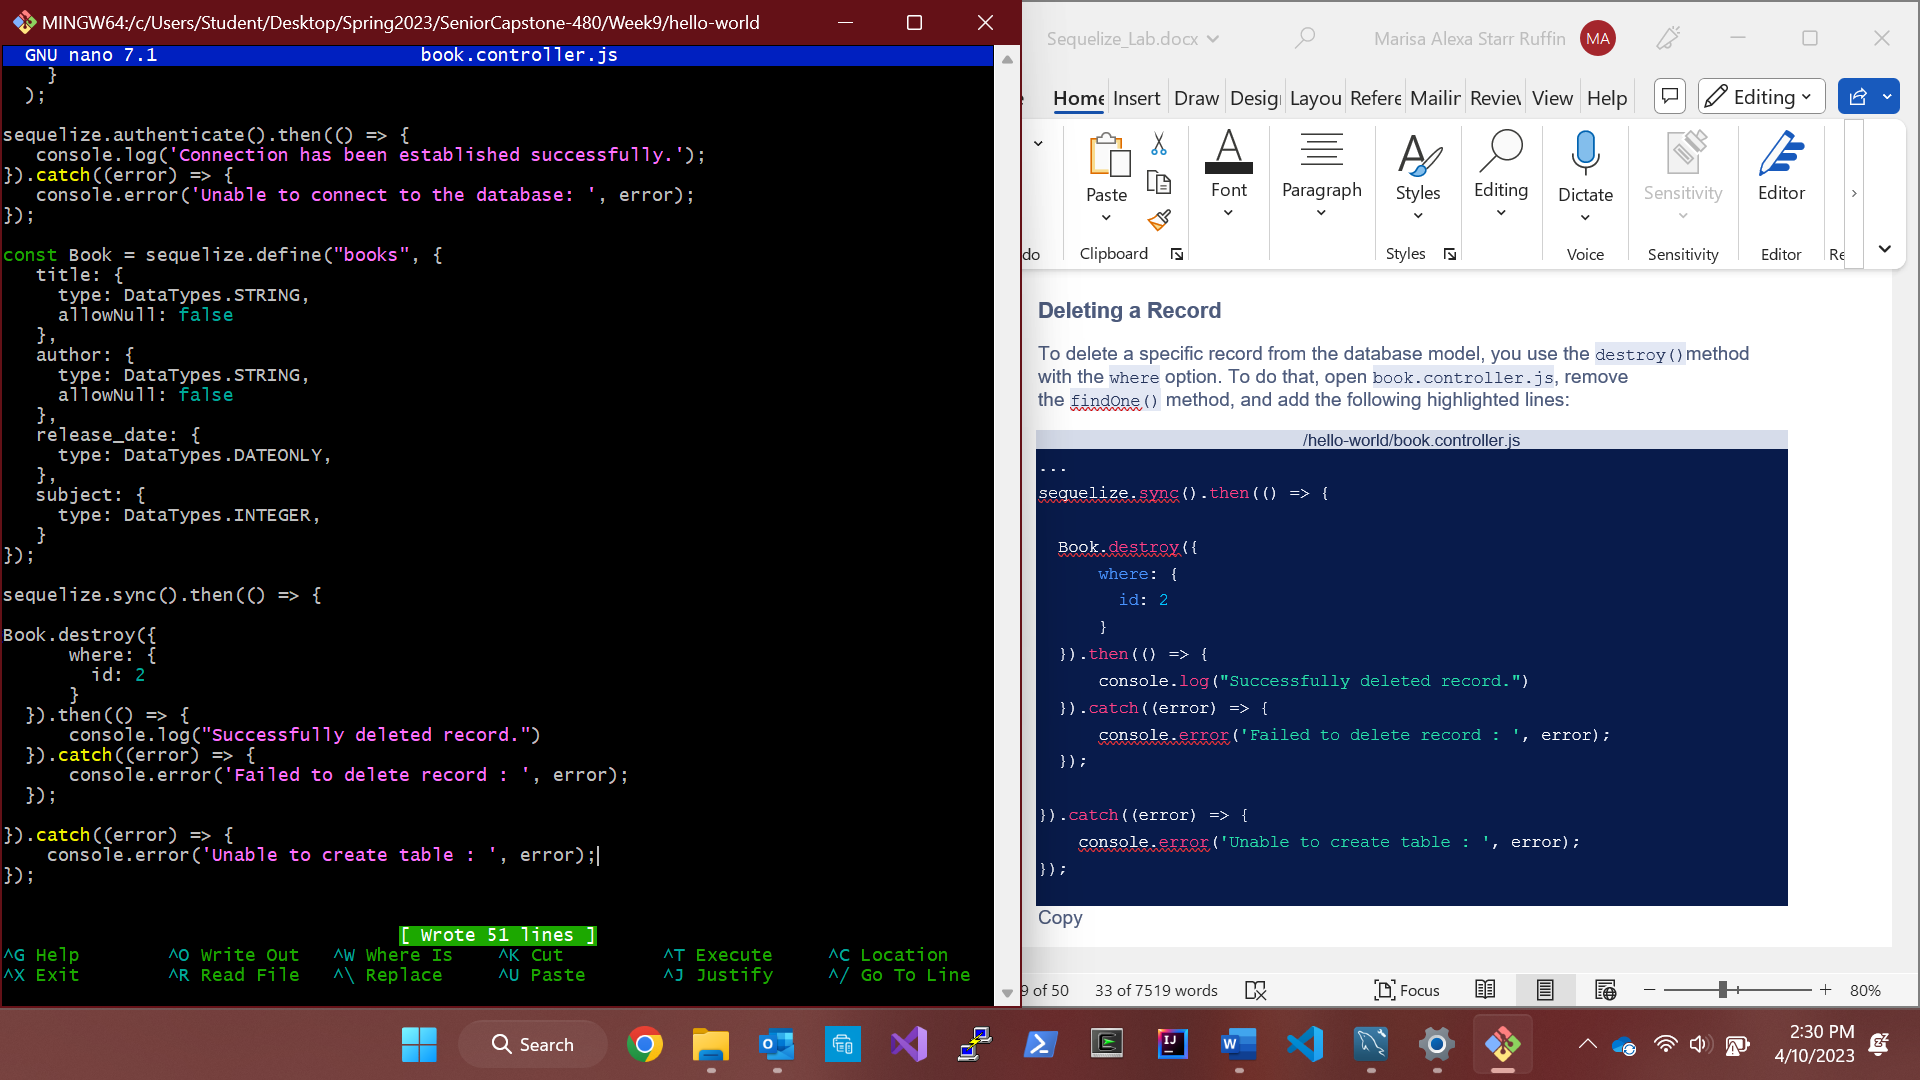 MINGW64:/c/Users/Student/Desktop/Spring2023/SeniorCapstone-480/Week9/hello-world
GNU nano 7.1 book.controller.js
}
);
sequelize.authenticate().then(() => {
console.log('Connection has been established successfully.');
}).catch((error) => {
console.error('Unable to connect to the database: ', error);
});
const Book = sequelize.define("books", {
title: {
type: DataTypes.STRING,
allowNull: false
},
author: {
type: DataTypes.STRING,
allowNull: false
},
release_date: {
type: DataTypes.DATEONLY,
},
subject: {
type: DataTypes.INTEGER,
}
});
sequelize.sync().then(() => {
Book.destroy({
where: {
id: 2
}
}).then(() => {
console.log("Successfully deleted record.")
}).catch((error) => {
console.error('Failed to delete record : ', error);
});
}).catch((error) => {
console.error('Unable to create table : ', error);
});
[ Wrote 51 lines ]
^G Help ^O Write Out ^W Where Is ^K Cut ^T Execute ^C Location
^X Exit ^R Read File ^\ Replace ^U Paste ^J Justify ^/ Go To Line
Sequelize_Lab.docx Marisa Alexa Starr Ruffin MA
Home Insert Draw Desig Layou Refere Mailin Review View Help Editing
Paste Font Paragraph Styles Editing Dictate Sensitivity Editor
do Clipboard Styles Voice Sensitivity Editor Re
Deleting a Record
To delete a specific record from the database model, you use the destroy()method
with the where option. To do that, open book.controller.js, remove
the findOne() method, and add the following highlighted lines:
/hello-world/book.controller.js
...
sequelize.sync().then(() => {
Book.destroy({
where: {
id: 2
}
}).then(() => {
console.log("Successfully deleted record.")
}).catch((error) => {
console.error('Failed to delete record : ', error);
});
}).catch((error) => {
console.error('Unable to create table : ', error);
});
Copy
9 of 50 33 of 7519 words Focus 80%
Search
2:30 PM
4/10/2023